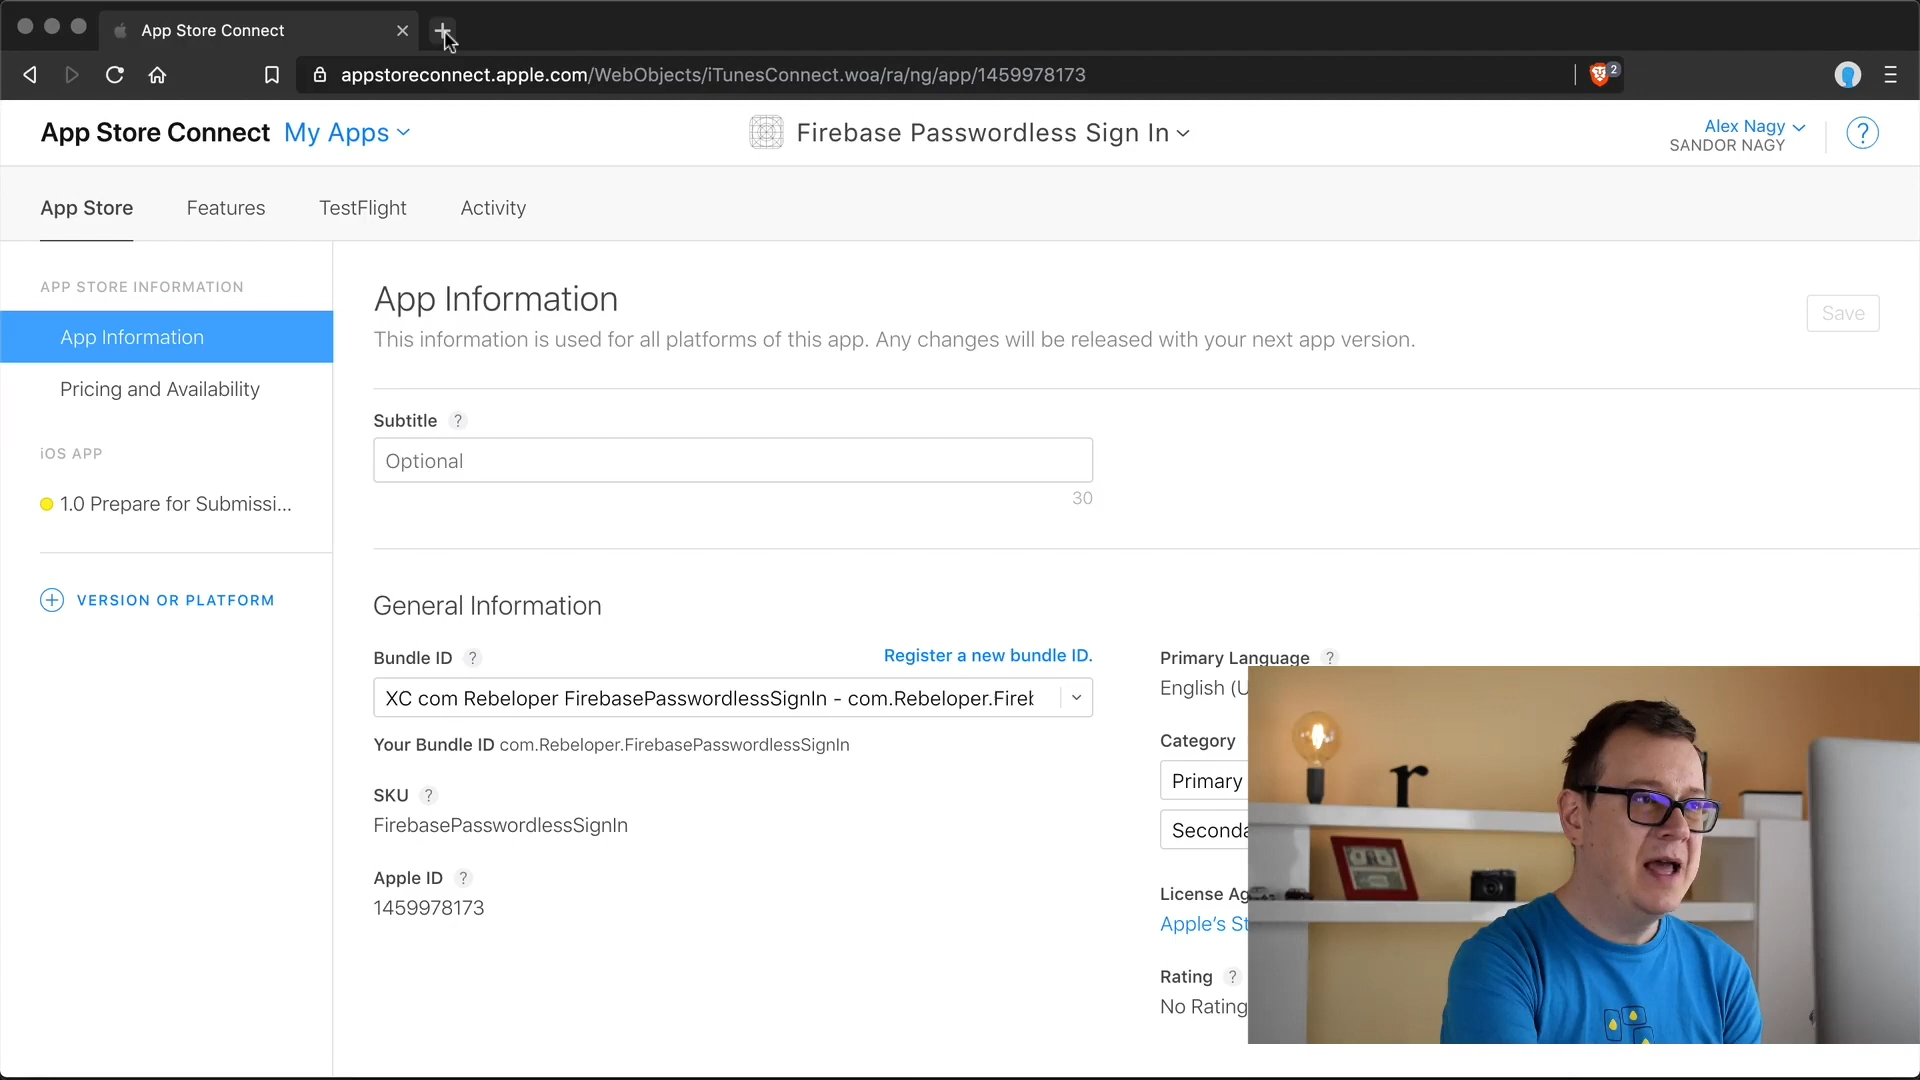 App Store Connect
appstoreconnect.apple.com/WebObjects/iTunesConnect.woa/ra/ng/app/1459978173
2
App Store Connect My Apps
Firebase Passwordless Sign In
Alex Nagy
SANDOR NAGY
?
App Store Features TestFlight Activity
APP STORE INFORMATION
App Information
Pricing and Availability
iOS APP
1.0 Prepare for Submissi...
VERSION OR PLATFORM
App Information
Save
This information is used for all platforms of this app. Any changes will be released with your next app version.
Subtitle ?
Optional
30
General Information
Bundle ID ?
Register a new bundle ID.
XC com Rebeloper FirebasePasswordlessSignIn - com.Rebeloper.Firet
Your Bundle ID com.Rebeloper.FirebasePasswordlessSignIn
SKU ?
FirebasePasswordlessSignIn
Apple ID ?
1459978173
Primary Language ?
English (U
Category
Primary
Seconda
License Ag
Apple's St
Rating ?
No Rating